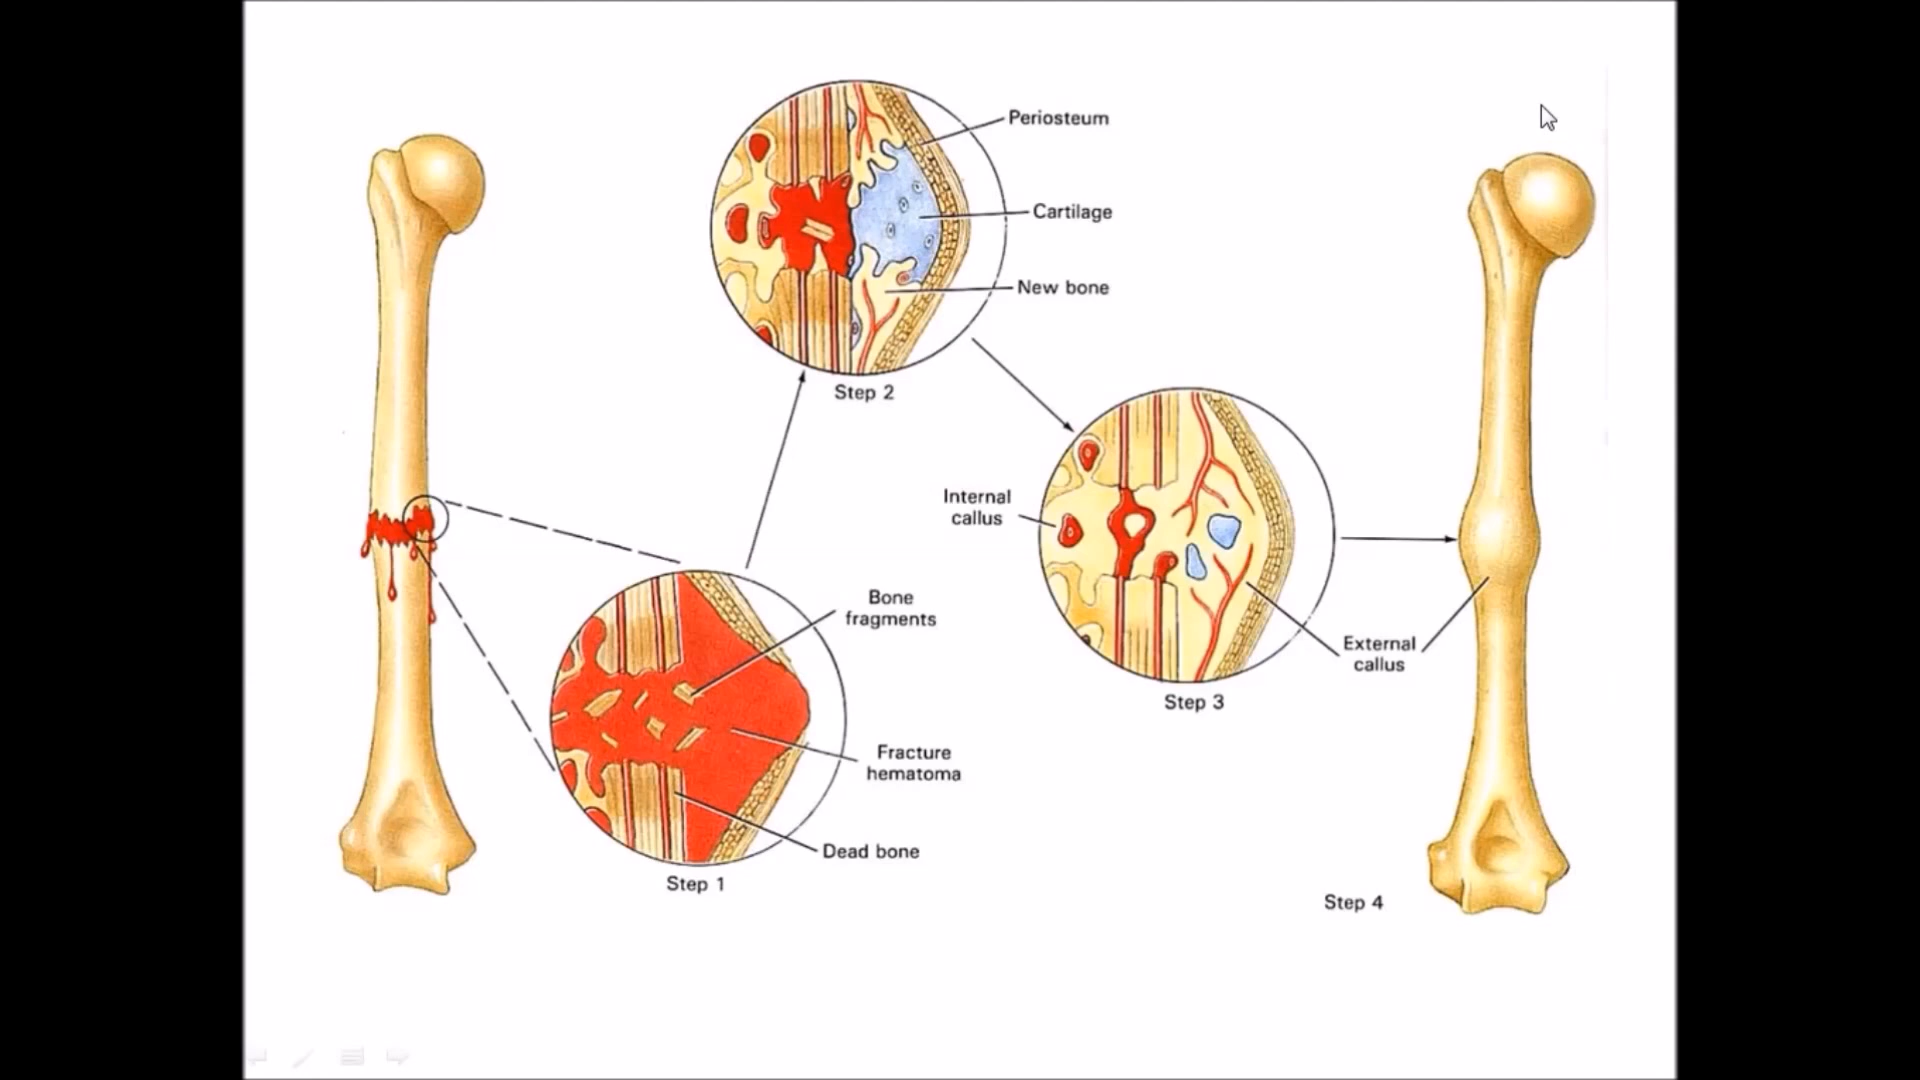 Periosteum
Cartilage
New bone
Step 2
Internal
callus
Bone
fragments
External
callus
Step 3
Fracture
hematoma
Dead bone
Step 1
Step 4